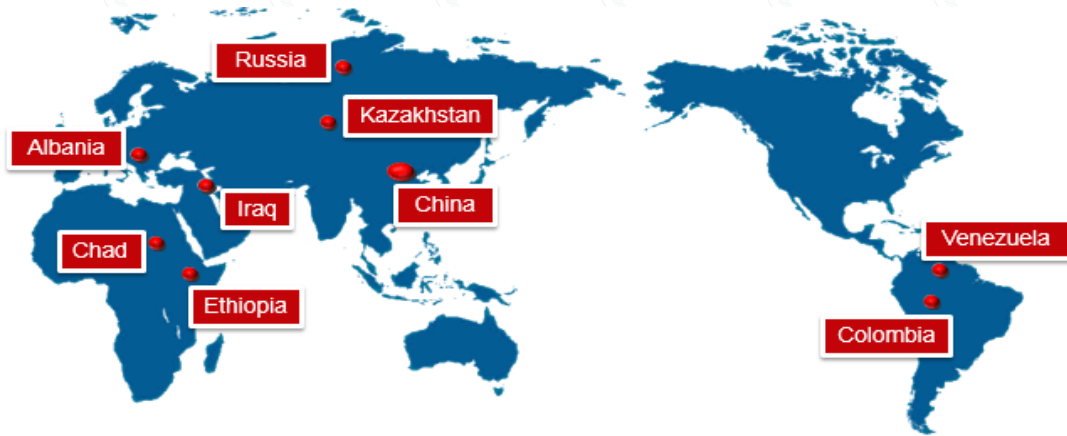 Russia
Kazakhstan
Albania
China
Iraq
Chad
Venezuela
Ethiopia
Colombia